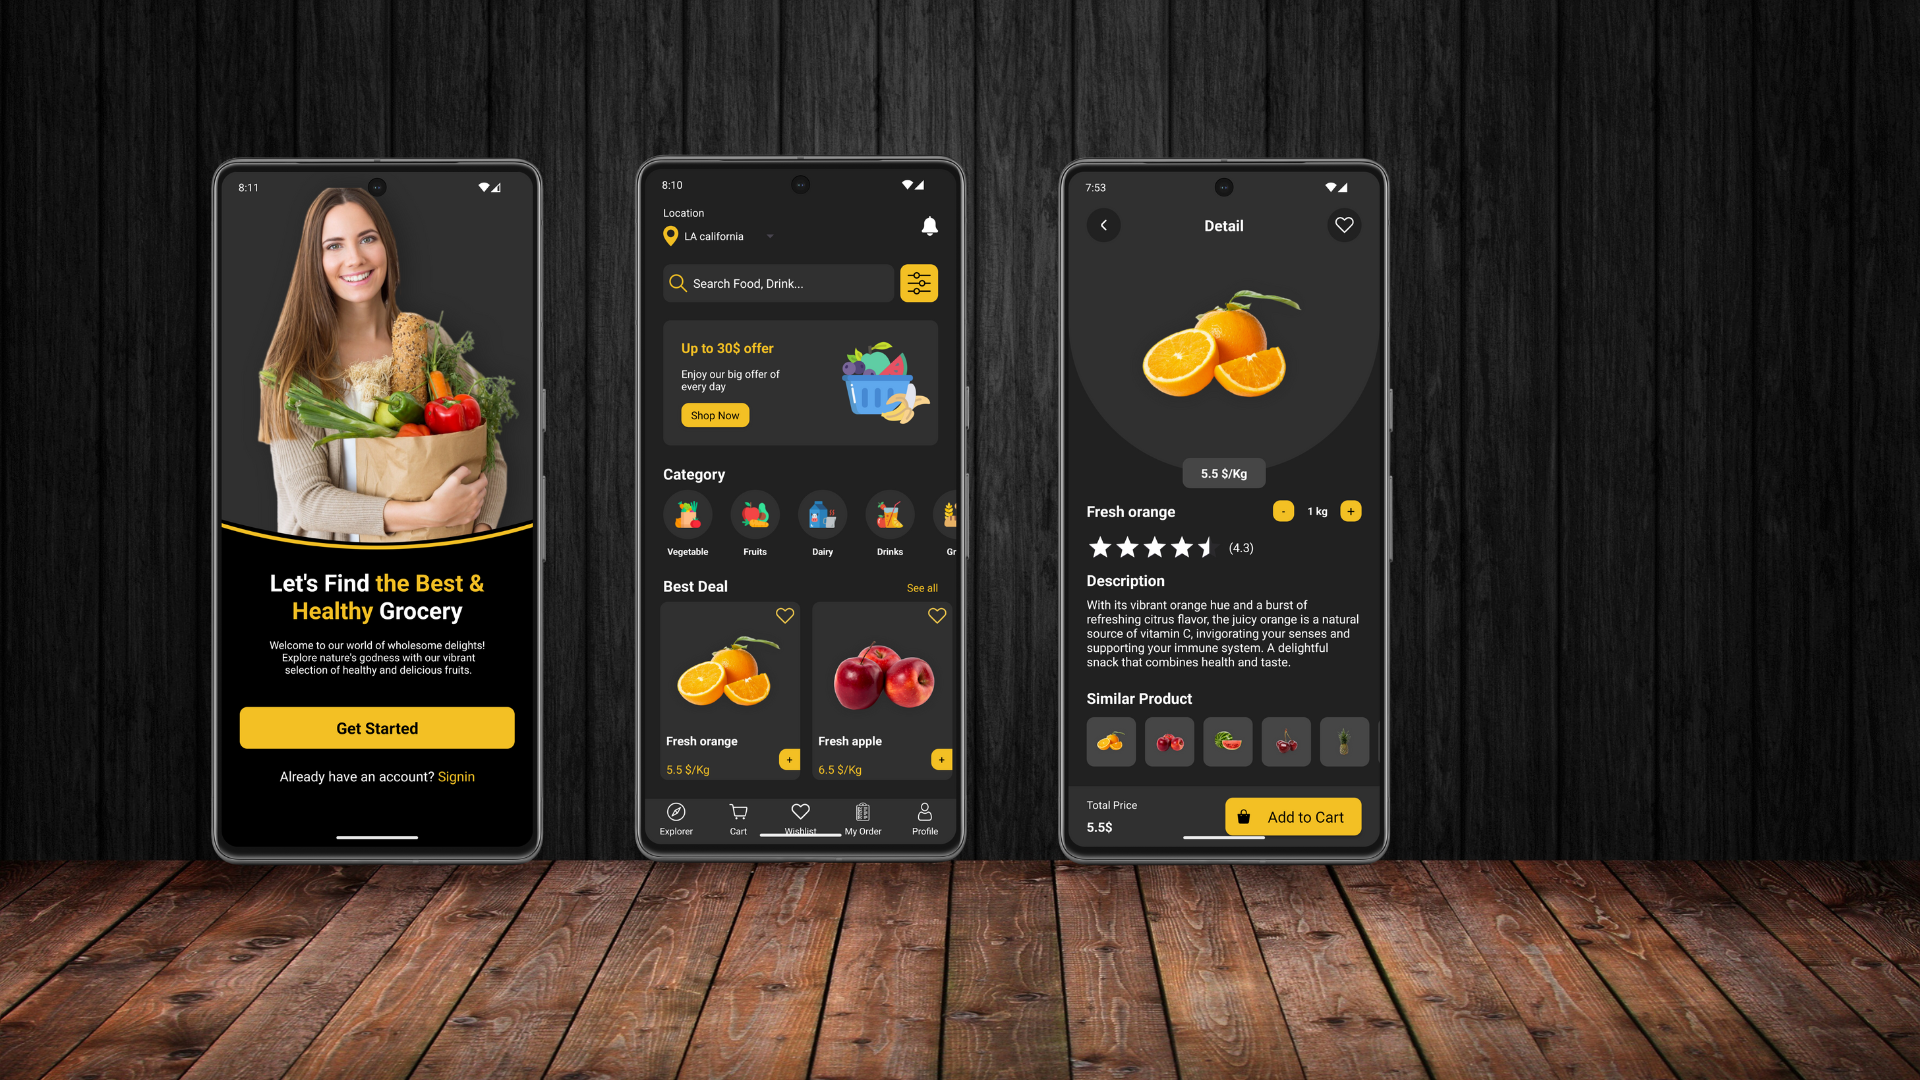 8:11
Let's Find the Best &
Healthy Grocery
Welcome to our world of wholesome delights!
Explore nature's godness with our vibrant
selection of healthy and delicious fruits.
Get Started
Already have an account? Signin
8:10
Location
LA california
Search Food, Drink...
Up to 30$ offer
Enjoy our big offer of
every day
Shop Now
Category
Vegetable Fruits Dairy Drinks Gr
Best Deal See all
Fresh orange Fresh apple
5.5 $/Kg + 6.5 $/Kg +
Explorer Cart Wishlist My Order Profile
7:53
Detail
5.5 $/Kg
Fresh orange - 1 kg +
(4.3)
Description
With its vibrant orange hue and a burst of
refreshing citrus flavor, the juicy orange is a natural
source of vitamin C, invigorating your senses and
supporting your immune system. A delightful
snack that combines health and taste.
Similar Product
Total Price
5.5$
Add to Cart